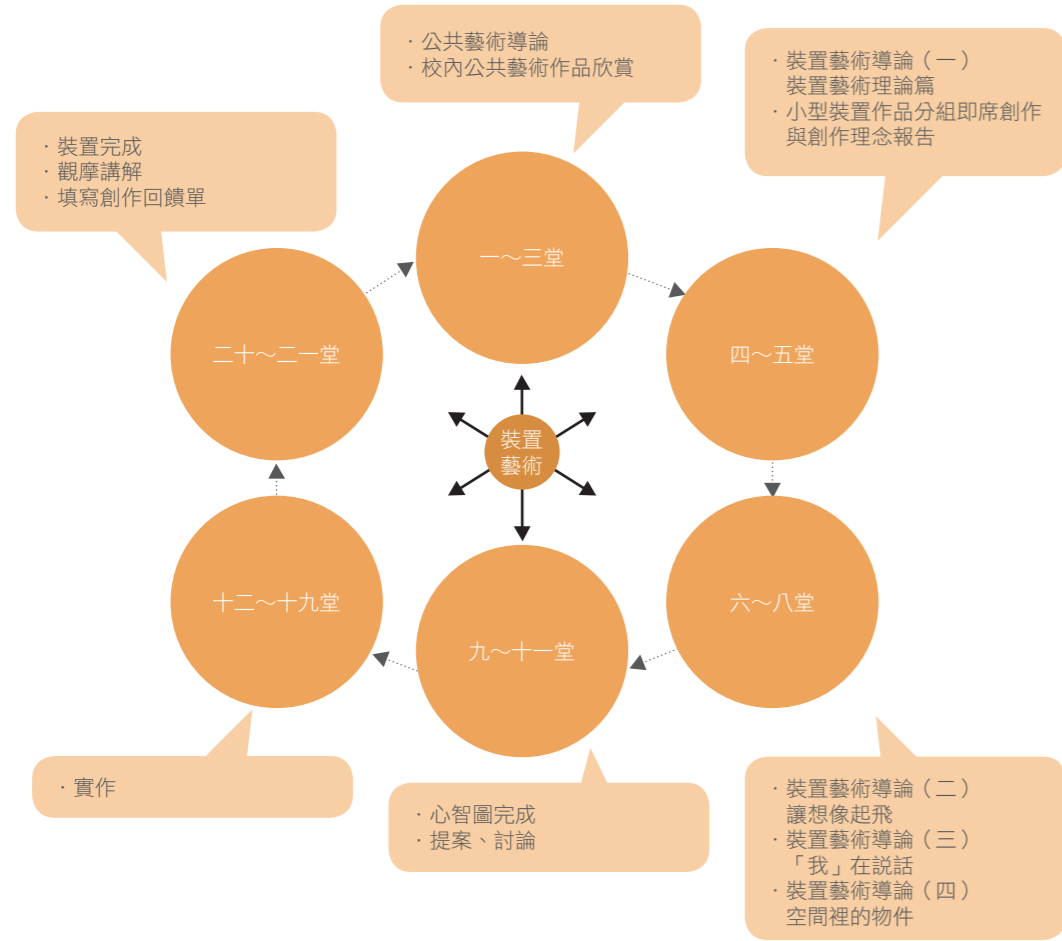 · 公共藝術導論
· 校內公共藝術作品欣賞
一～三堂
· 裝置藝術導論（一）
裝置藝術理論篇
· 小型裝置作品分組即席創作
與創作理念報告
四～五堂
六～八堂
· 裝置藝術導論（二）
讓想像起飛
· 裝置藝術導論（三）
「我」在說話
· 裝置藝術導論（四）
空間裡的物件
九～十一堂
· 心智圖完成
· 提案、討論
十二～十九堂
· 實作
二十～二一堂
· 裝置完成
· 觀摩講解
· 填寫創作回饋單
裝置
藝術